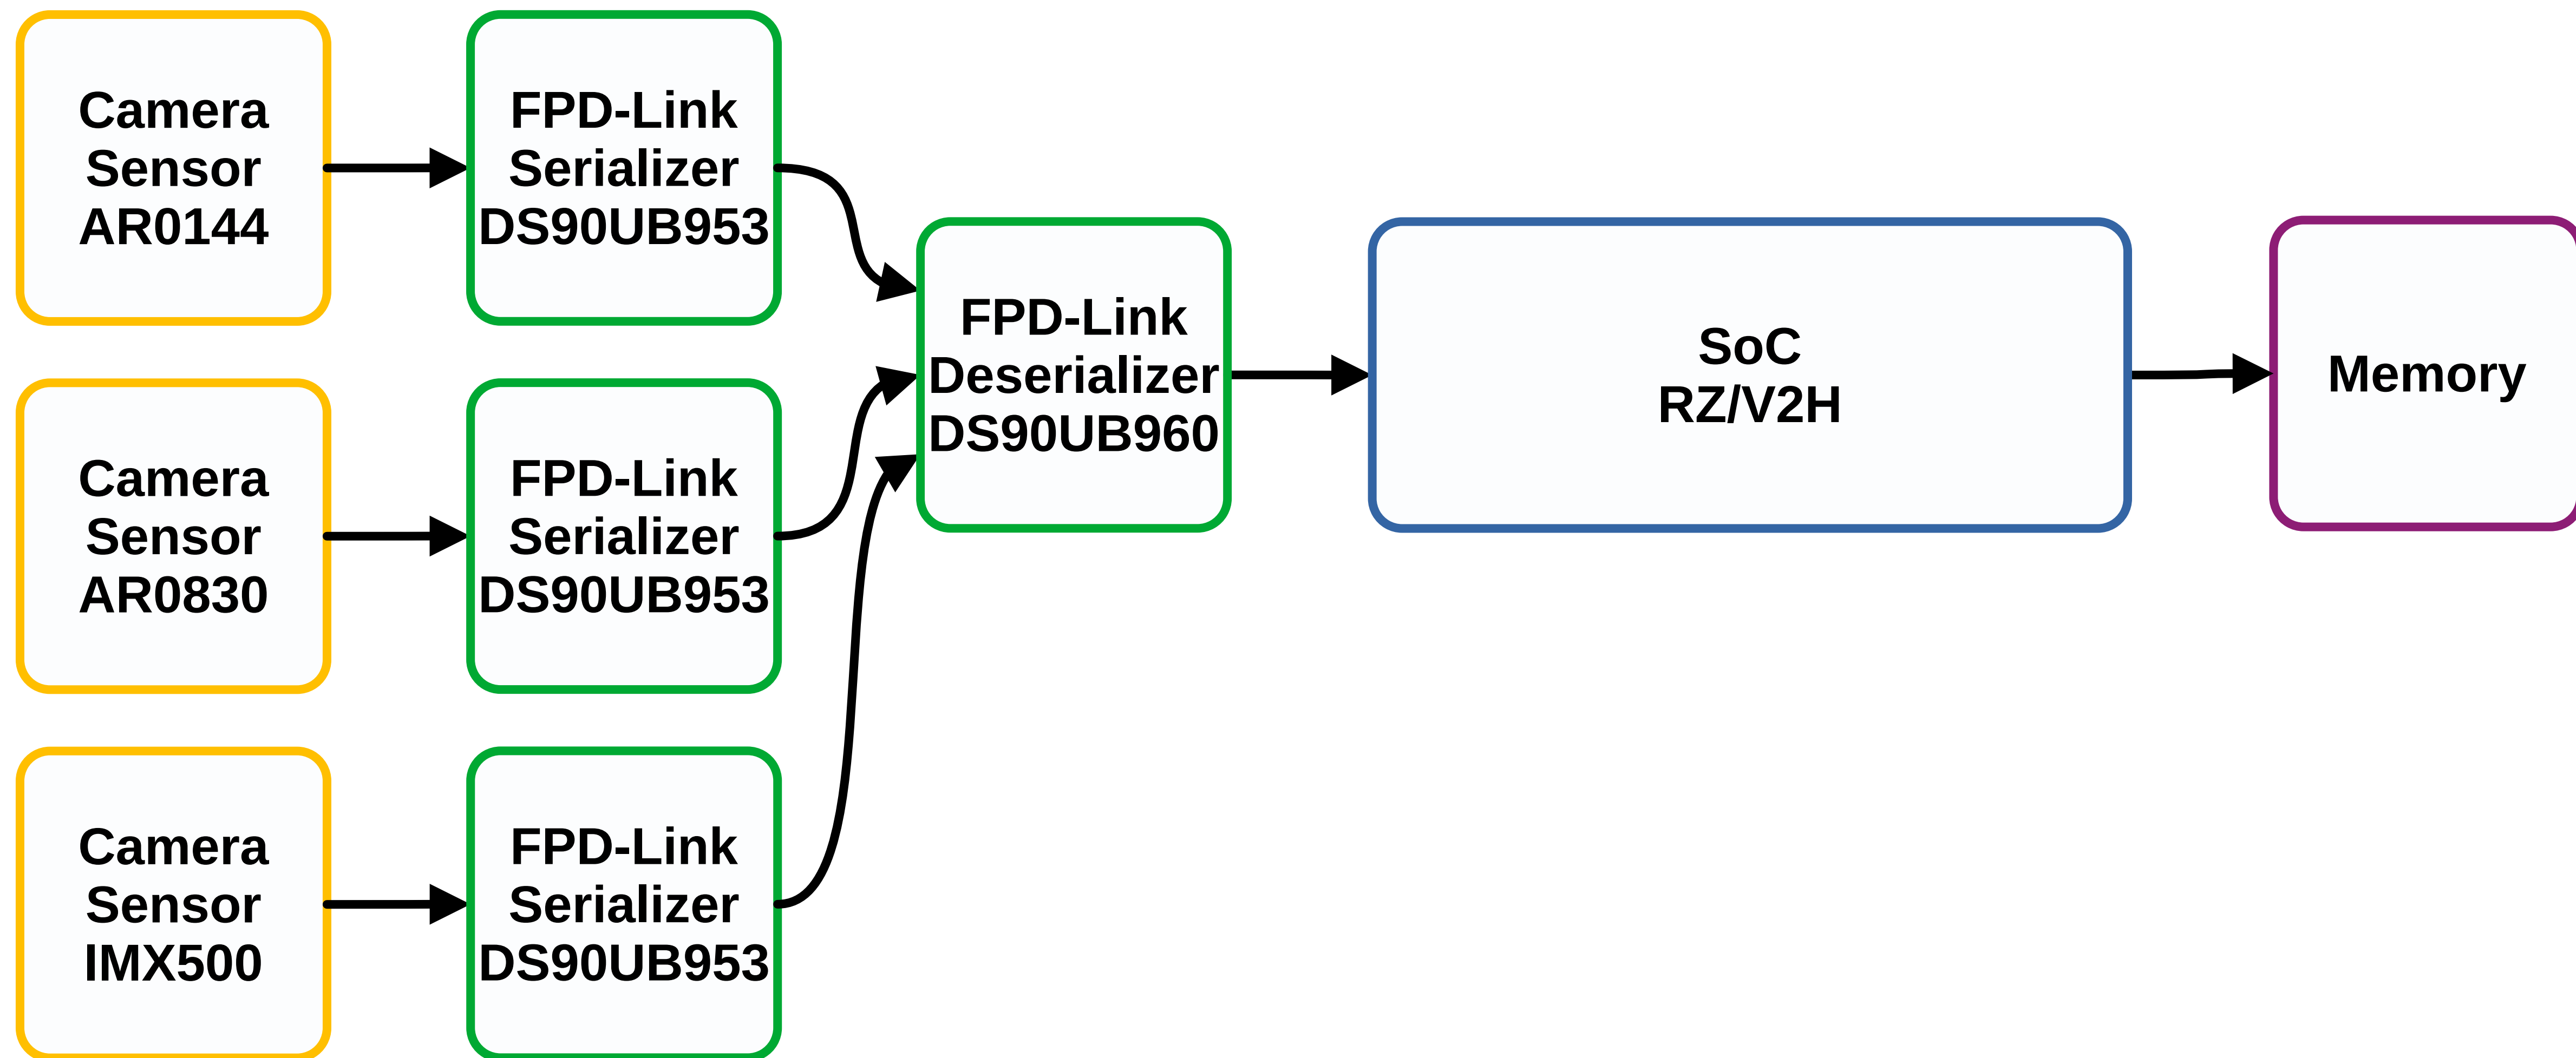 Camera
Sensor
AR0144
FPD-Link
Serializer
DS90UB953
Camera
Sensor
AR0830
FPD-Link
Serializer
DS90UB953
Camera
Sensor
IMX500
FPD-Link
Serializer
DS90UB953
FPD-Link
Deserializer
DS90UB960
SoC
RZ/V2H
Memory